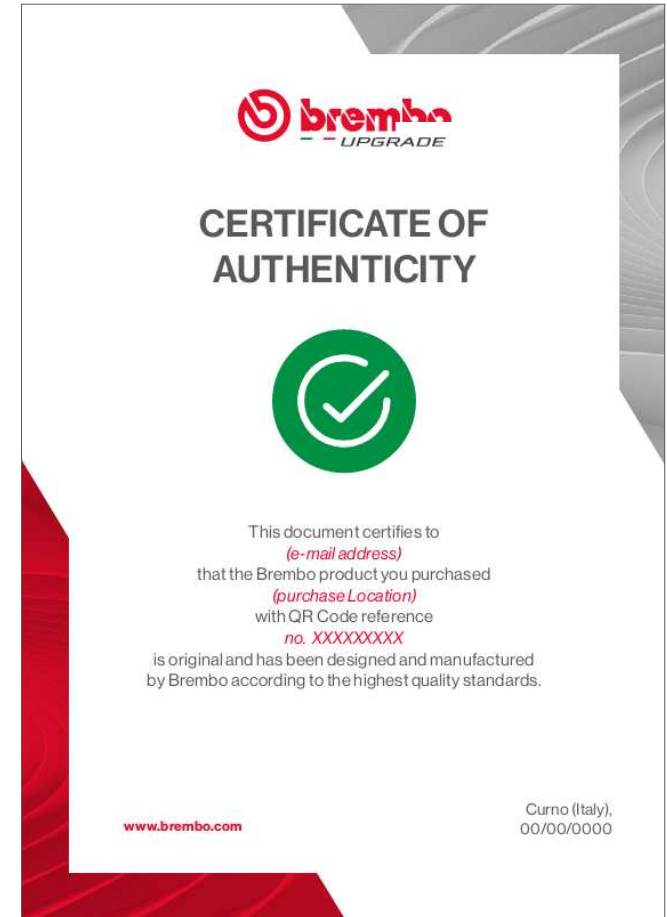 brembo
UPGRADE
CERTIFICATE OF
AUTHENTICITY
This document certifies to
(e-mail address)
that the Brembo product you purchased
(purchase Location)
with QR Code reference
no. XXXXXXXXX
is original and has been designed and manufactured
by Brembo according to the highest quality standards.
www.brembo.com
Curno (Italy),
00/00/0000